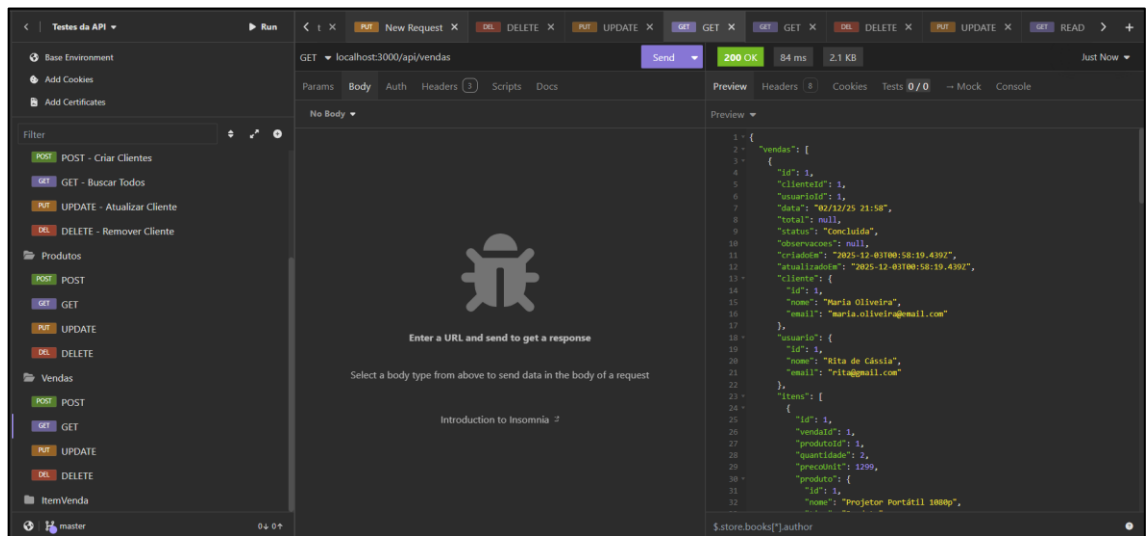 Testes da API
Run
Base Environment
Add Cookies
Add Certificates
Filter
POST POST - Criar Clientes
GET GET - Buscar Todos
PUT UPDATE - Atualizar Cliente
DEL DELETE - Remover Cliente
Produtos
POST POST
GET GET
PUT UPDATE
DEL DELETE
Vendas
POST POST
GET GET
PUT UPDATE
DEL DELETE
ItemVenda
master 0↓ 0↑
t × PUT New Request × DEL DELETE × PUT UPDATE × GET GET × GET GET × DEL DELETE × PUT UPDATE × GET READ
GET localhost:3000/api/vendas Send
Params Body Auth Headers 3 Scripts Docs
No Body
Enter a URL and send to get a response
Select a body type from above to send data in the body of a request
Introduction to Insomnia
200 OK 84 ms 2.1 KB Just Now
Preview Headers 8 Cookies Tests 0 / 0 → Mock Console
Preview
1 {
2 "vendas": [
3 {
4 "id": 1,
5 "clienteId": 1,
6 "usuarioId": 1,
7 "data": "02/12/25 21:58",
8 "total": null,
9 "status": "Concluída",
10 "observacoes": null,
11 "criadoEm": "2025-12-03T00:58:19.439Z",
12 "atualizadoEm": "2025-12-03T00:58:19.439Z",
13 "cliente": {
14 "id": 1,
15 "nome": "Maria Oliveira",
16 "email": "maria.oliveira@email.com"
17 },
18 "usuario": {
19 "id": 1,
20 "nome": "Rita de Cássia",
21 "email": "rita@gmail.com"
22 },
23 "itens": [
24 {
25 "id": 1,
26 "vendaId": 1,
27 "produtoId": 1,
28 "quantidade": 2,
29 "precoUnit": 1299,
30 "produto": {
31 "id": 1,
32 "nome": "Projetor Portátil 1080p",
$.store.books[*].author